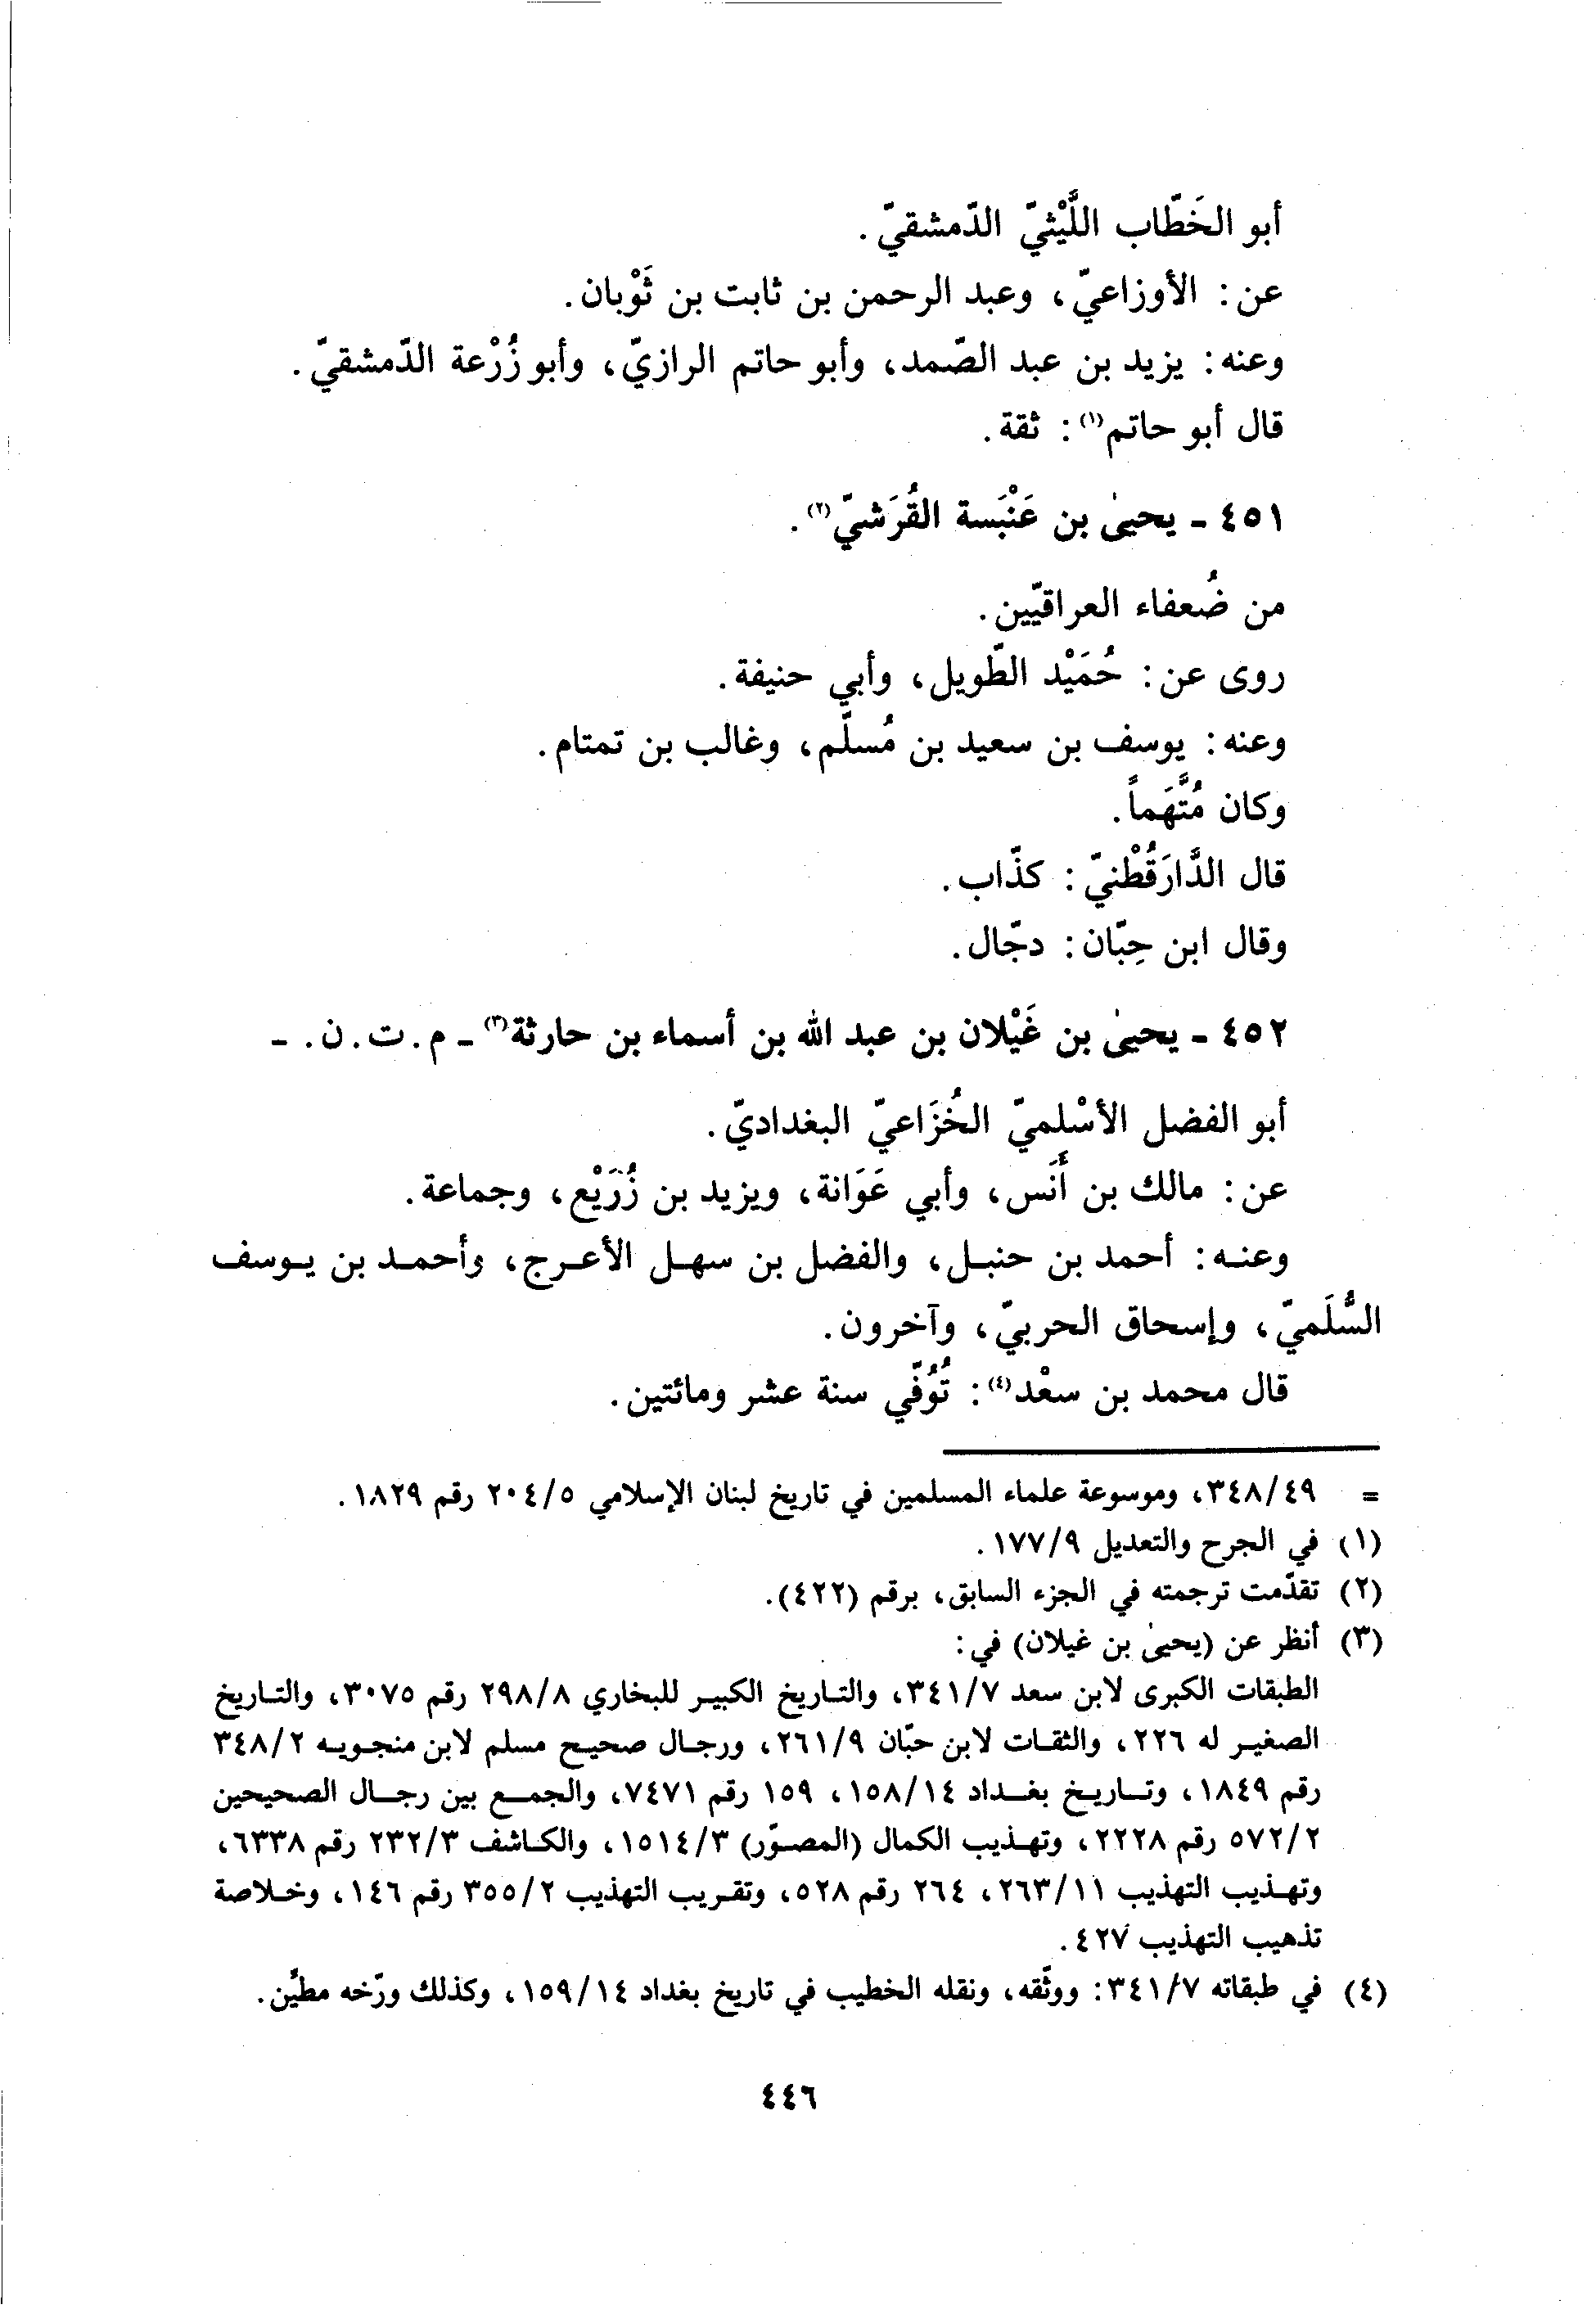 أبو الخَطّاب اللَّيْثيّ الدّمشقيّ.
عن: الأوزاعيّ، وعبد الرحمن بن ثابت بن ثَوْبان.
وعنه: يزيد بن عبد الصّمد، وأبو حاتم الرازيّ، وأبو زُرْعة الدّمشقيّ.
قال أبو حاتم(١): ثقة.
٤٥١ - يحيىٰ بن عَنْبَسة القُرَشيّ(٢).
من ضُعفاء العراقيّين.
روى عن: حُمَيْد الطّويل، وأبي حنيفة.
وعنه: يوسف بن سعيد بن مُسلّم، وغالب بن تمتام.
وكان مُتَّهَماً.
قال الدَّارَقُطْنيّ: كذّاب.
وقال ابن حِبّان: دجّال.
٤٥٢ - يحيىٰ بن غَيْلان بن عبد الله بن أسماء بن حارثة(٣) - م. ت. ن. -
أبو الفضل الأسْلميّ الخُزَاعيّ البغداديّ.
عن: مالك بن أَنَس، وأبي عَوَانة، ويزيد بن زُرَيْع، وجماعة.
وعنه: أحمد بن حنبل، والفضل بن سهل الأعرج، وأحمد بن يوسف
السُّلَميّ، وإسحاق الحربيّ، وآخرون.
قال محمد بن سعْد(٤): تُوُفّي سنة عشر ومائتين.
= ٣٤٨/٤٩، وموسوعة علماء المسلمين في تاريخ لبنان الإسلامي ٢٠٤/٥ رقم ١٨٢٩.
(١) في الجرح والتعديل ١٧٧/٩.
(٢) تقدّمت ترجمته في الجزء السابق، برقم (٤٢٢).
(٣) أنظر عن (يحيىٰ بن غيلان) في:
الطبقات الكبرى لابن سعد ٣٤١/٧، والتاريخ الكبير للبخاري ٢٩٨/٨ رقم ٣٠٧٥، والتاريخ
الصغير له ٢٢٦، والثقات لابن حبّان ٢٦١/٩، ورجال صحيح مسلم لابن منجويه ٣٤٨/٢
رقم ١٨٤٩، وتاريخ بغداد ١٥٨/١٤، ١٥٩ رقم ٧٤٧١، والجمع بين رجال الصحيحين
٥٧٢/٢ رقم ٢٢٢٨، وتهذيب الكمال (المصوّر) ١٥١٤/٣، والكاشف ٢٣٢/٣ رقم ٦٣٣٨،
وتهذيب التهذيب ٢٦٣/١١، ٢٦٤ رقم ٥٢٨، وتقريب التهذيب ٣٥٥/٢ رقم ١٤٦، وخلاصة
تذهيب التهذيب ٤٢٧.
(٤) في طبقاته ٣٤١/٧: ووثّقه، ونقله الخطيب في تاريخ بغداد ١٥٩/١٤، وكذلك ورّخه مطيَّن.
٤٤٦